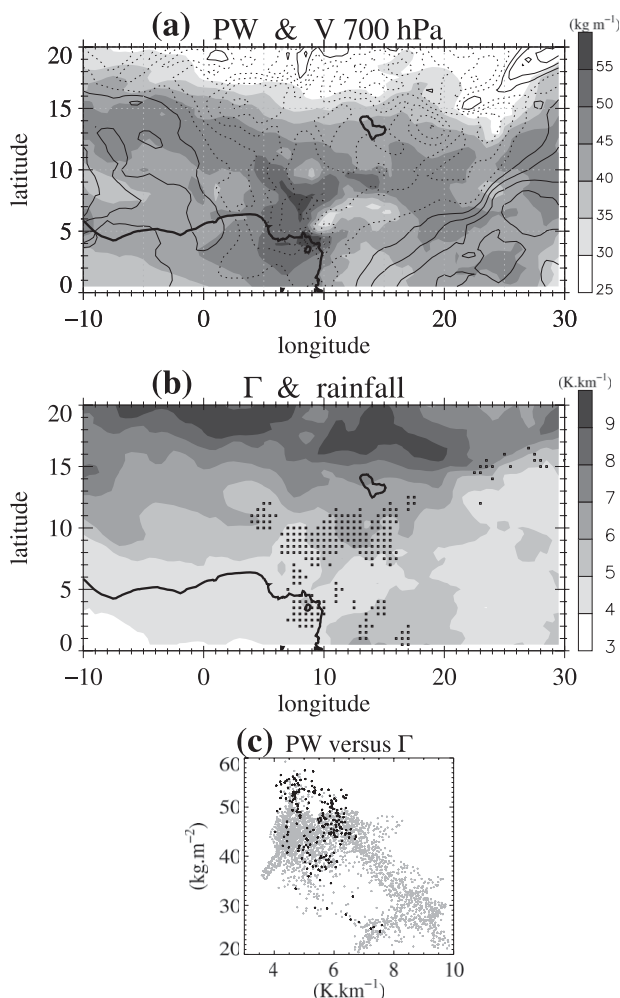 (a) PW & V 700 hPa
(kg m⁻¹)
20
15
10
5
0
latitude
−10 0 10 20 30
longitude
55
50
45
40
35
30
25
(b) Γ & rainfall
(K.km⁻¹)
20
15
10
5
0
latitude
−10 0 10 20 30
longitude
9
8
7
6
5
4
3
(c) PW versus Γ
60
50
40
30
20
(kg.m⁻²)
4 6 8 10
(K.km⁻¹)